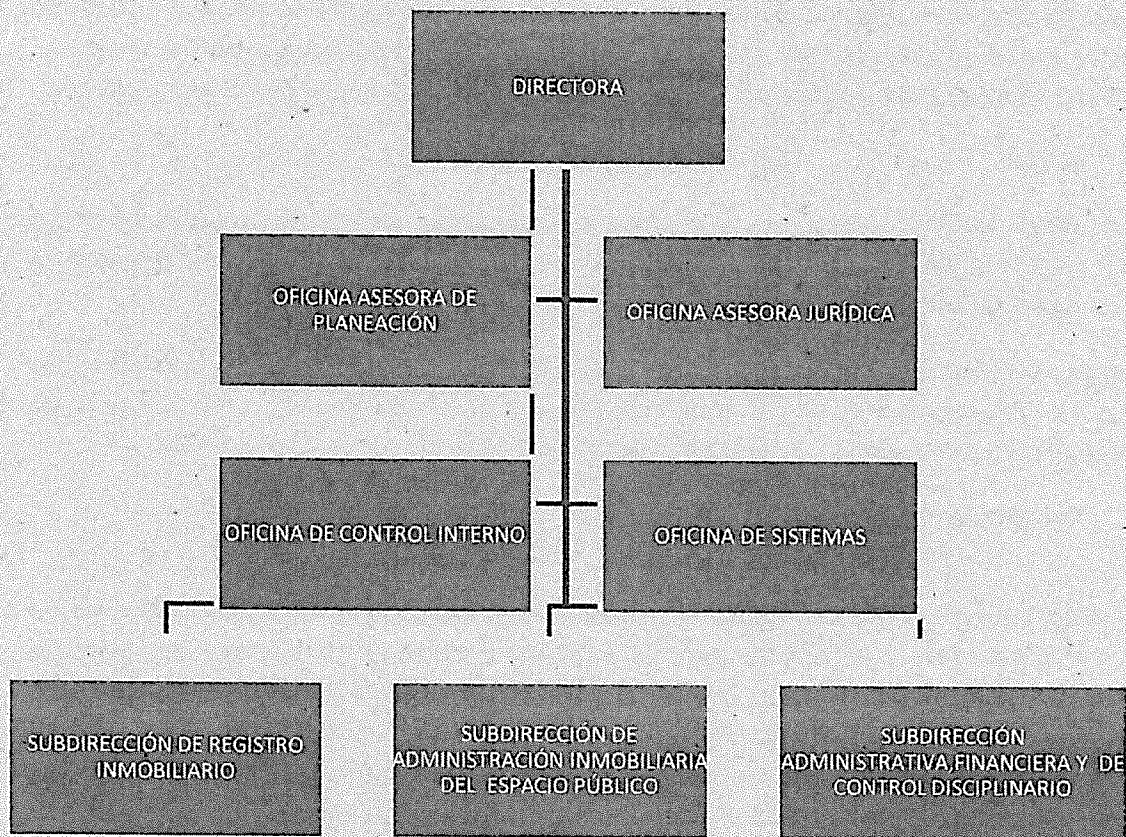 DIRECTORA
OFICINA ASESORA DE
PLANEACIÓN
OFICINA ASESORA JURÍDICA
OFICINA DE CONTROL INTERNO
OFICINA DE SISTEMAS
SUBDIRECCIÓN DE REGISTRO
INMOBILIARIO
SUBDIRECCIÓN DE
ADMINISTRACIÓN INMOBILIARIA
DEL ESPACIO PÚBLICO
SUBDIRECCIÓN
ADMINISTRATIVA,FINANCIERA Y DE
CONTROL DISCIPLINARIO